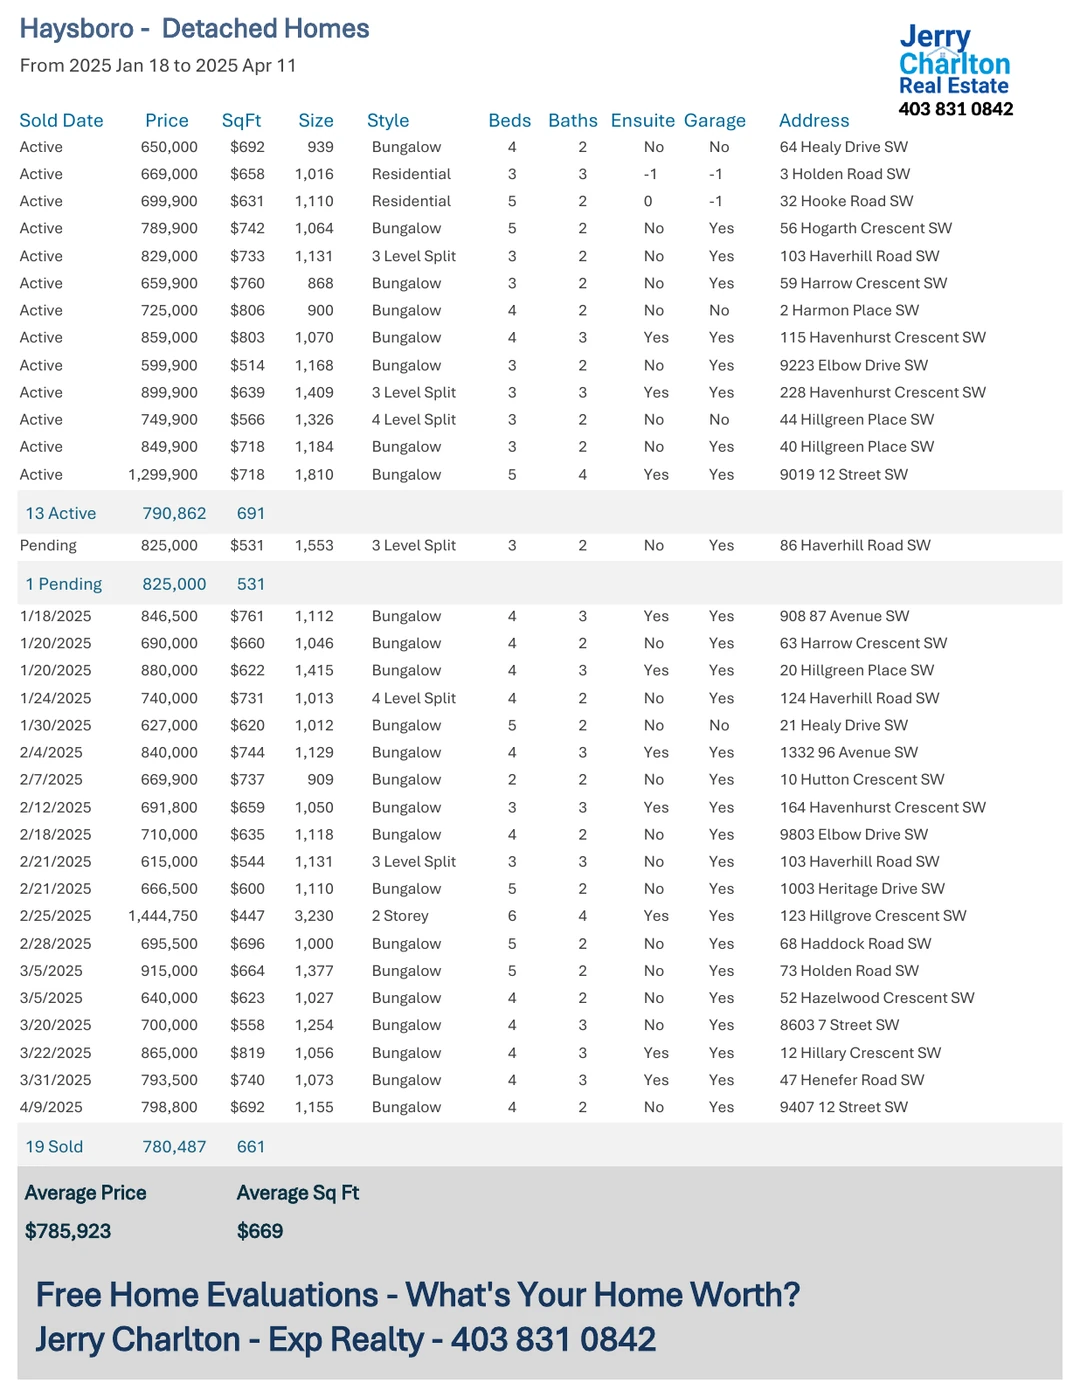 Haysboro - Detached Homes
From 2025 Jan 18 to 2025 Apr 11
Jerry
Charlton
Real Estate
403 831 0842
Sold Date Price SqFt Size Style Beds Baths Ensuite Garage Address
Active 650,000 $692 939 Bungalow 4 2 No No 64 Healy Drive SW
Active 669,000 $658 1,016 Residential 3 3 -1 -1 3 Holden Road SW
Active 699,900 $631 1,110 Residential 5 2 0 -1 32 Hooke Road SW
Active 789,900 $742 1,064 Bungalow 5 2 No Yes 56 Hogarth Crescent SW
Active 829,000 $733 1,131 3 Level Split 3 2 No Yes 103 Haverhill Road SW
Active 659,900 $760 868 Bungalow 3 2 No Yes 59 Harrow Crescent SW
Active 725,000 $806 900 Bungalow 4 2 No No 2 Harmon Place SW
Active 859,000 $803 1,070 Bungalow 4 3 Yes Yes 115 Havenhurst Crescent SW
Active 599,900 $514 1,168 Bungalow 3 2 No Yes 9223 Elbow Drive SW
Active 899,900 $639 1,409 3 Level Split 3 3 Yes Yes 228 Havenhurst Crescent SW
Active 749,900 $566 1,326 4 Level Split 3 2 No No 44 Hillgreen Place SW
Active 849,900 $718 1,184 Bungalow 3 2 No Yes 40 Hillgreen Place SW
Active 1,299,900 $718 1,810 Bungalow 5 4 Yes Yes 9019 12 Street SW
13 Active 790,862 691
Pending 825,000 $531 1,553 3 Level Split 3 2 No Yes 86 Haverhill Road SW
1 Pending 825,000 531
1/18/2025 846,500 $761 1,112 Bungalow 4 3 Yes Yes 908 87 Avenue SW
1/20/2025 690,000 $660 1,046 Bungalow 4 2 No Yes 63 Harrow Crescent SW
1/20/2025 880,000 $622 1,415 Bungalow 4 3 Yes Yes 20 Hillgreen Place SW
1/24/2025 740,000 $731 1,013 4 Level Split 4 2 No Yes 124 Haverhill Road SW
1/30/2025 627,000 $620 1,012 Bungalow 5 2 No No 21 Healy Drive SW
2/4/2025 840,000 $744 1,129 Bungalow 4 3 Yes Yes 1332 96 Avenue SW
2/7/2025 669,900 $737 909 Bungalow 2 2 No Yes 10 Hutton Crescent SW
2/12/2025 691,800 $659 1,050 Bungalow 3 3 Yes Yes 164 Havenhurst Crescent SW
2/18/2025 710,000 $635 1,118 Bungalow 4 2 No Yes 9803 Elbow Drive SW
2/21/2025 615,000 $544 1,131 3 Level Split 3 3 No Yes 103 Haverhill Road SW
2/21/2025 666,500 $600 1,110 Bungalow 5 2 No Yes 1003 Heritage Drive SW
2/25/2025 1,444,750 $447 3,230 2 Storey 6 4 Yes Yes 123 Hillgrove Crescent SW
2/28/2025 695,500 $696 1,000 Bungalow 5 2 No Yes 68 Haddock Road SW
3/5/2025 915,000 $664 1,377 Bungalow 5 2 No Yes 73 Holden Road SW
3/5/2025 640,000 $623 1,027 Bungalow 4 2 No Yes 52 Hazelwood Crescent SW
3/20/2025 700,000 $558 1,254 Bungalow 4 3 No Yes 8603 7 Street SW
3/22/2025 865,000 $819 1,056 Bungalow 4 3 Yes Yes 12 Hillary Crescent SW
3/31/2025 793,500 $740 1,073 Bungalow 4 3 Yes Yes 47 Henefer Road SW
4/9/2025 798,800 $692 1,155 Bungalow 4 2 No Yes 9407 12 Street SW
19 Sold 780,487 661
Average Price Average Sq Ft
$785,923 $669
Free Home Evaluations - What's Your Home Worth?
Jerry Charlton - Exp Realty - 403 831 0842